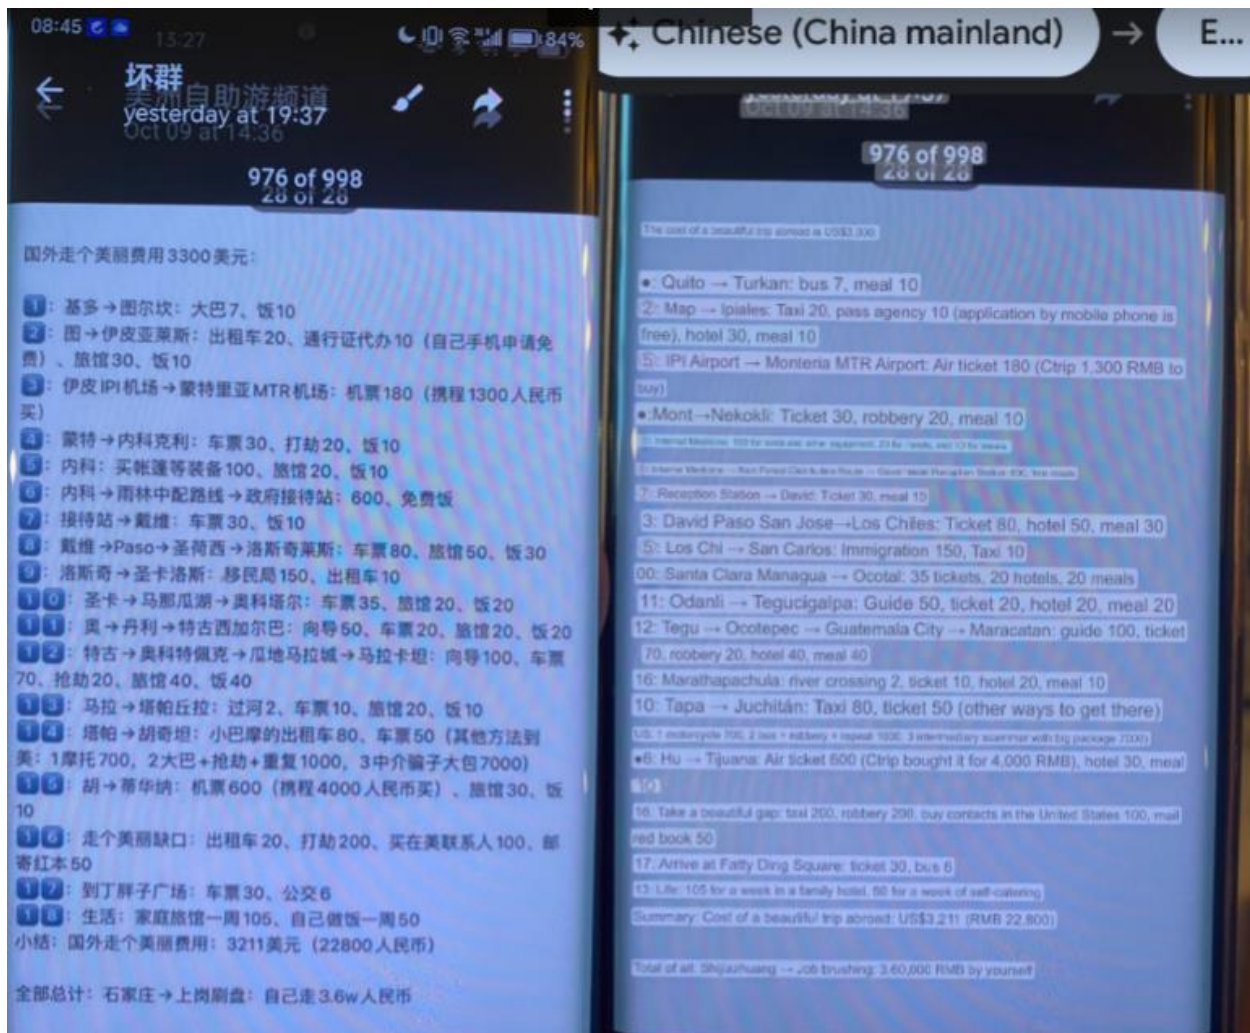 08:45
84%
13:27
坏群
美洲自助游频道
yesterday at 19:37
Oct 09 at 14:36
976 of 998
28 of 28
国外走个美丽费用3300美元：
1：基多→图尔坎：大巴7、饭10
2：图→伊皮亚莱斯：出租车20、通行证代办10（自己手机申请免
费）、旅馆30、饭10
3：伊皮IPI机场→蒙特里亚MTR机场：机票180（携程1300人民币
买）
4：蒙特→内科克利：车票30、打劫20、饭10
5：内科：买帐篷等装备100、旅馆20、饭10
6：内科→雨林中配路线→政府接待站：600、免费饭
7：接待站→戴维：车票30、饭10
8：戴维→Paso→圣荷西→洛斯奇莱斯：车票80、旅馆50、饭30
9：洛斯奇→圣卡洛斯：移民局150、出租车10
10：圣卡→马那瓜湖→奥科塔尔：车票35、旅馆20、饭20
11：奥→丹利→特古西加尔巴：向导50、车票20、旅馆20、饭20
12：特古→奥科特佩克→瓜地马拉城→马拉卡坦：向导100、车票
70、抢劫20、旅馆40、饭40
13：马拉→塔帕丘拉：过河2、车票10、旅馆20、饭10
14：塔帕→胡奇坦：小巴摩的出租车80、车票50（其他方法到
美：1摩托700，2大巴+抢劫+重复1000，3中介骗子大包7000）
15：胡→蒂华纳：机票600（携程4000人民币买）、旅馆30、饭
10
16：走个美丽缺口：出租车20、打劫200、买在美联系人100、邮
寄红本50
17：到丁胖子广场：车票30、公交6
18：生活：家庭旅馆一周105、自己做饭一周50
小结：国外走个美丽费用：3211美元（22800人民币）
全部总计：石家庄→上岗刷盘：自己走3.6w人民币
Chinese (China mainland) → E...
yesterday at 19:37
Oct 09 at 14:36
976 of 998
28 of 28
The cost of a beautiful trip abroad is US$3,300.
●: Quito → Turkan: bus 7, meal 10
2: Map → Ipiales: Taxi 20, pass agency 10 (application by mobile phone is
free), hotel 30, meal 10
5: IPI Airport → Monteria MTR Airport: Air ticket 180 (Ctrip 1,300 RMB to
buy)
●:Mont→Nekokli: Ticket 30, robbery 20, meal 10
7: Reception Station → David: Ticket 30, meal 10
3: David Paso San Jose→Los Chiles: Ticket 80, hotel 50, meal 30
5: Los Chi → San Carlos: Immigration 150, Taxi 10
00: Santa Clara Managua → Ocotal: 35 tickets, 20 hotels, 20 meals
11: Odanli → Tegucigalpa: Guide 50, ticket 20, hotel 20, meal 20
12: Tegu → Ocotepec → Guatemala City → Maracatan: guide 100, ticket
70, robbery 20, hotel 40, meal 40
16: Marathapachula: river crossing 2, ticket 10, hotel 20, meal 10
10: Tapa → Juchitán: Taxi 80, ticket 50 (other ways to get there)
US: 1 motorcycle 700, 2 bus + robbery + repeat 1000, 3 intermediary scammer with big package 7000)
●6: Hu → Tijuana: Air ticket 600 (Ctrip bought it for 4,000 RMB), hotel 30, meal
10
16: Take a beautiful gap: taxi 200, robbery 200, buy contacts in the United States 100, mail
red book 50
17: Arrive at Fatty Ding Square: ticket 30, bus 6
13: Life: 105 for a week in a family hotel, 50 for a week of self-catering
Summary: Cost of a beautiful trip abroad: US$3,211 (RMB 22,800)
Total of all: Shijiazhuang → Job brushing: 3.60,000 RMB by yourself